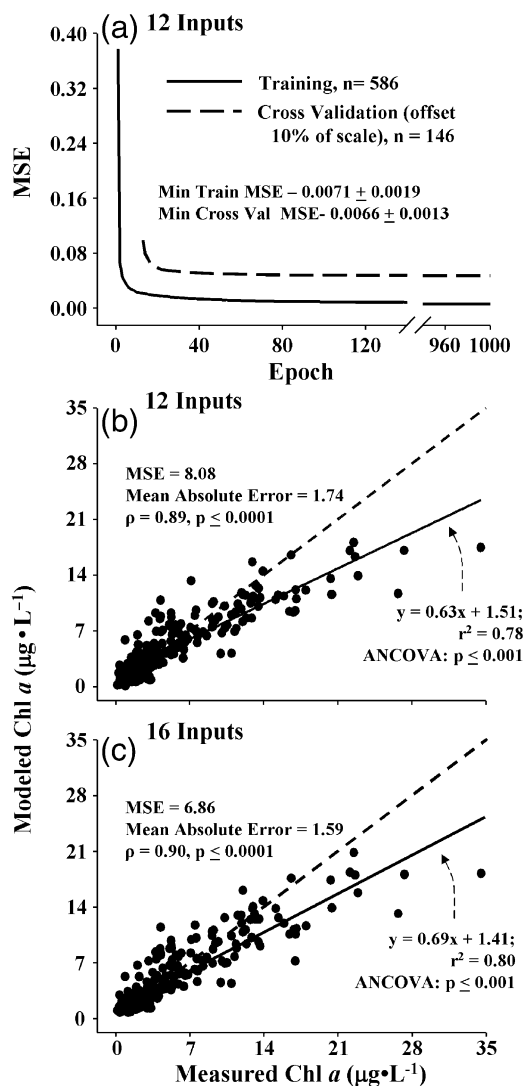 (a) 12 Inputs
0.40
0.32
0.24
0.16
0.08
0.00
MSE
Training, n= 586
Cross Validation (offset
10% of scale), n = 146
Min Train MSE – 0.0071 ± 0.0019
Min Cross Val MSE- 0.0066 ± 0.0013
0 40 80 120 960 1000
Epoch
(b) 12 Inputs
35
28
21
14
7
0
MSE = 8.08
Mean Absolute Error = 1.74
ρ = 0.89, p ≤ 0.0001
y = 0.63x + 1.51;
r² = 0.78
ANCOVA: p ≤ 0.001
Modeled Chl a (µg•L⁻¹)
(c) 16 Inputs
35
28
21
14
7
0
MSE = 6.86
Mean Absolute Error = 1.59
ρ = 0.90, p ≤ 0.0001
y = 0.69x + 1.41;
r² = 0.80
ANCOVA: p ≤ 0.001
0 7 14 21 28 35
Measured Chl a (µg•L⁻¹)